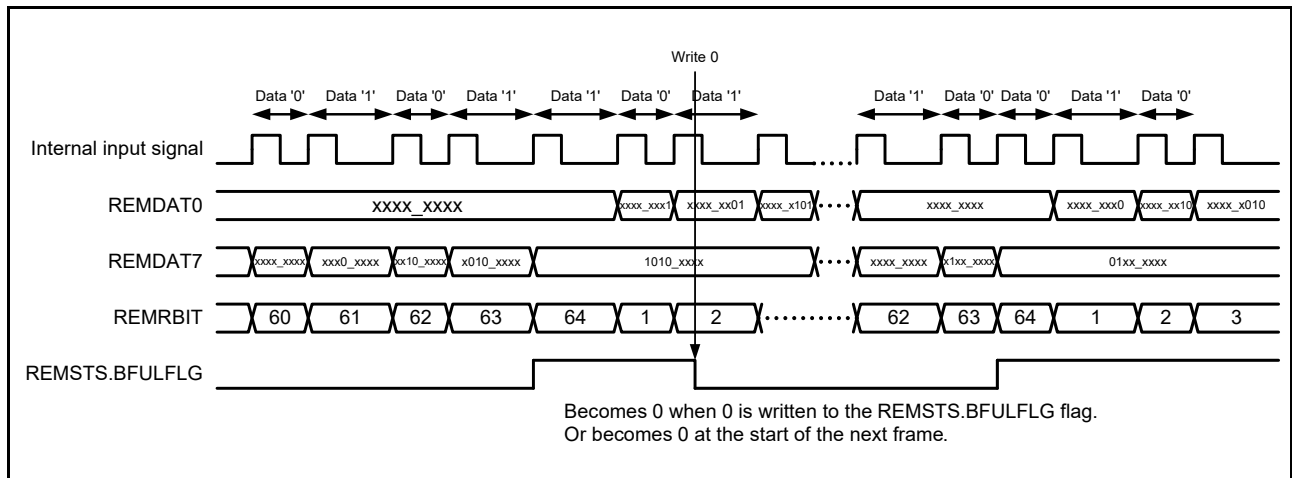 Write 0
Data '0' Data '1' Data '0' Data '1' Data '1' Data '0' Data '1' Data '1' Data '0' Data '0' Data '1' Data '0'
Internal input signal
REMDAT0 xxxx_xxxx xxxx_xxx1 xxxx_xx01 xxxx_x101 xxxx_xxxx xxxx_xxx0 xxxx_xx10 xxxx_x010
REMDAT7 xxxx_xxxx xxx0_xxxx xx10_xxxx x010_xxxx 1010_xxxx xxxx_xxxx x1xx_xxxx 01xx_xxxx
REMRBIT 60 61 62 63 64 1 2 62 63 64 1 2 3
REMSTS.BFULFLG
Becomes 0 when 0 is written to the REMSTS.BFULFLG flag.
Or becomes 0 at the start of the next frame.